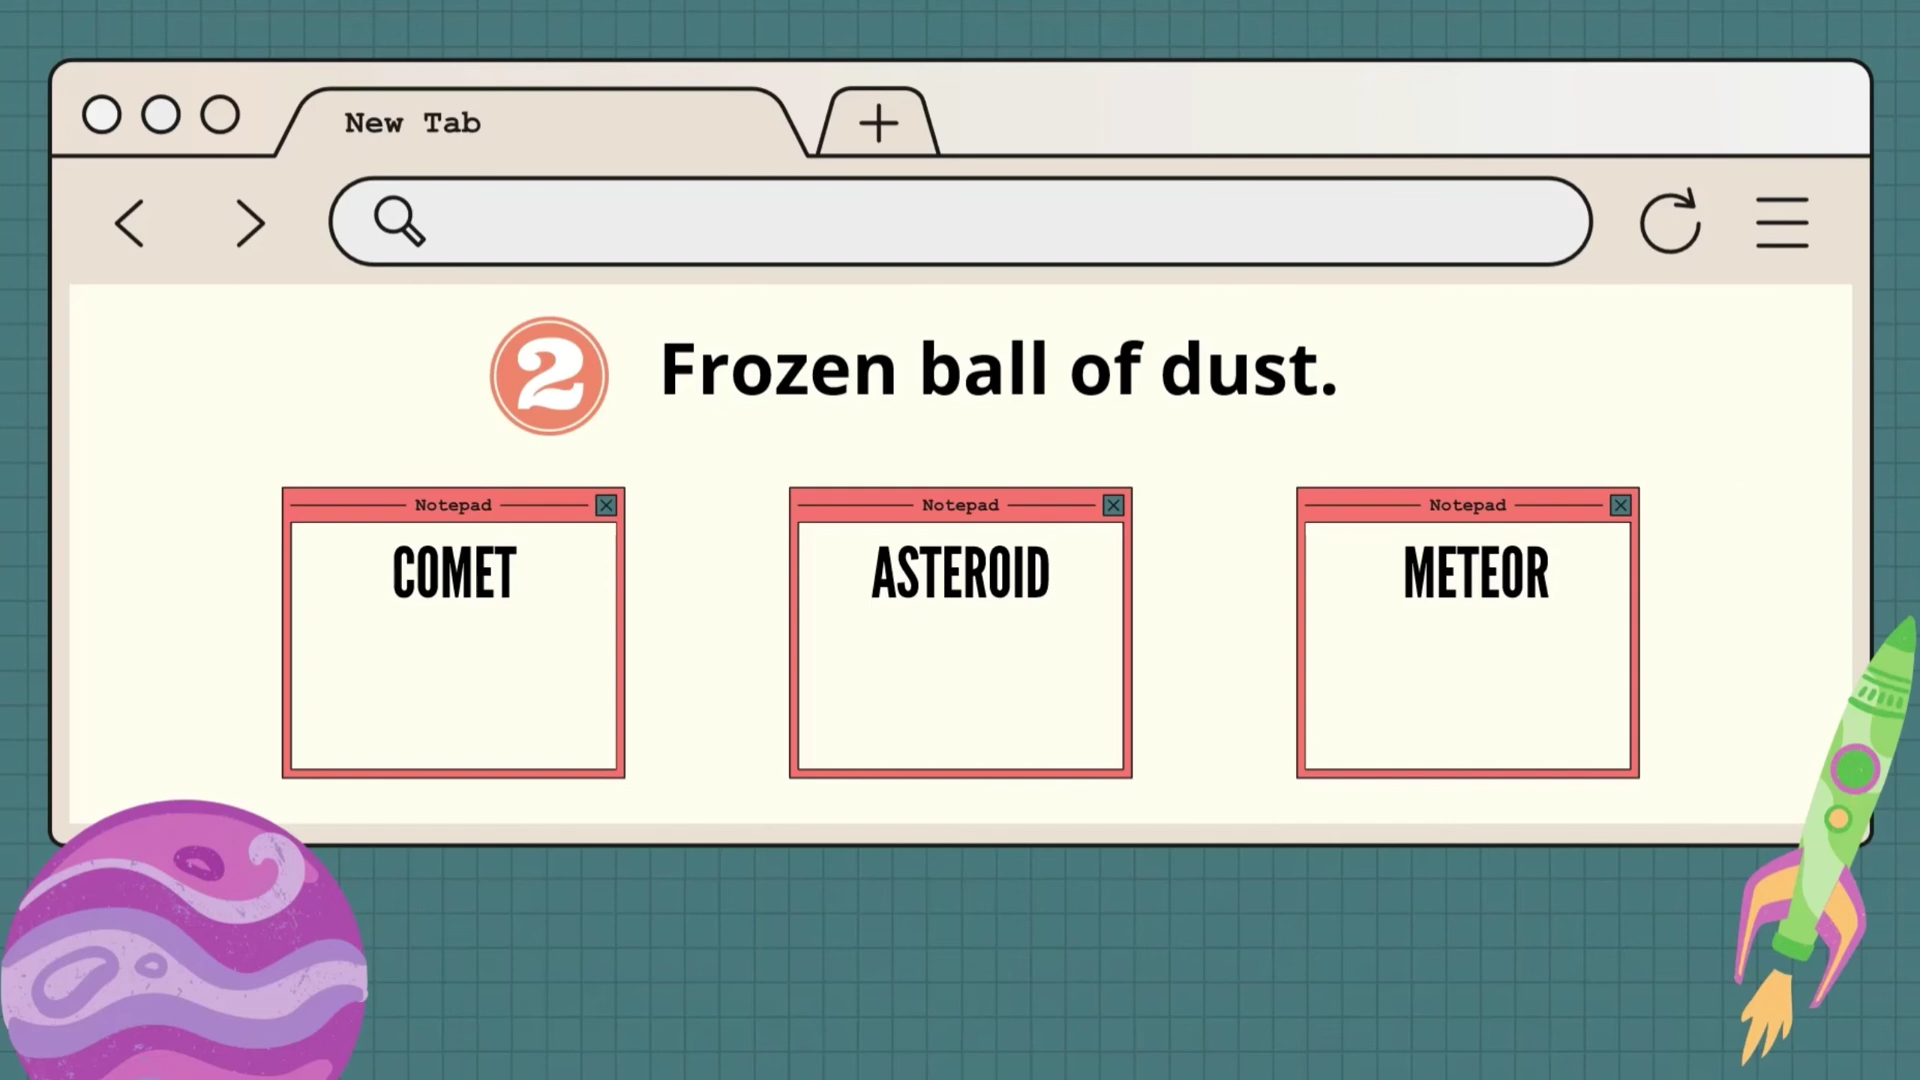 New Tab
2 Frozen ball of dust.
Notepad Notepad Notepad
COMET ASTEROID METEOR